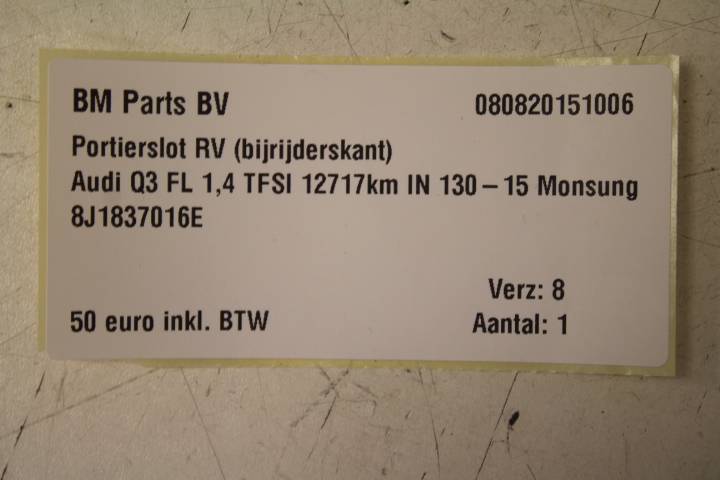 BM Parts BV 080820151006
Portierslot RV (bijrijderskant)
Audi Q3 FL 1,4 TFSI 12717km IN 130 – 15 Monsung
8J1837016E
Verz: 8
50 euro inkl. BTW Aantal: 1